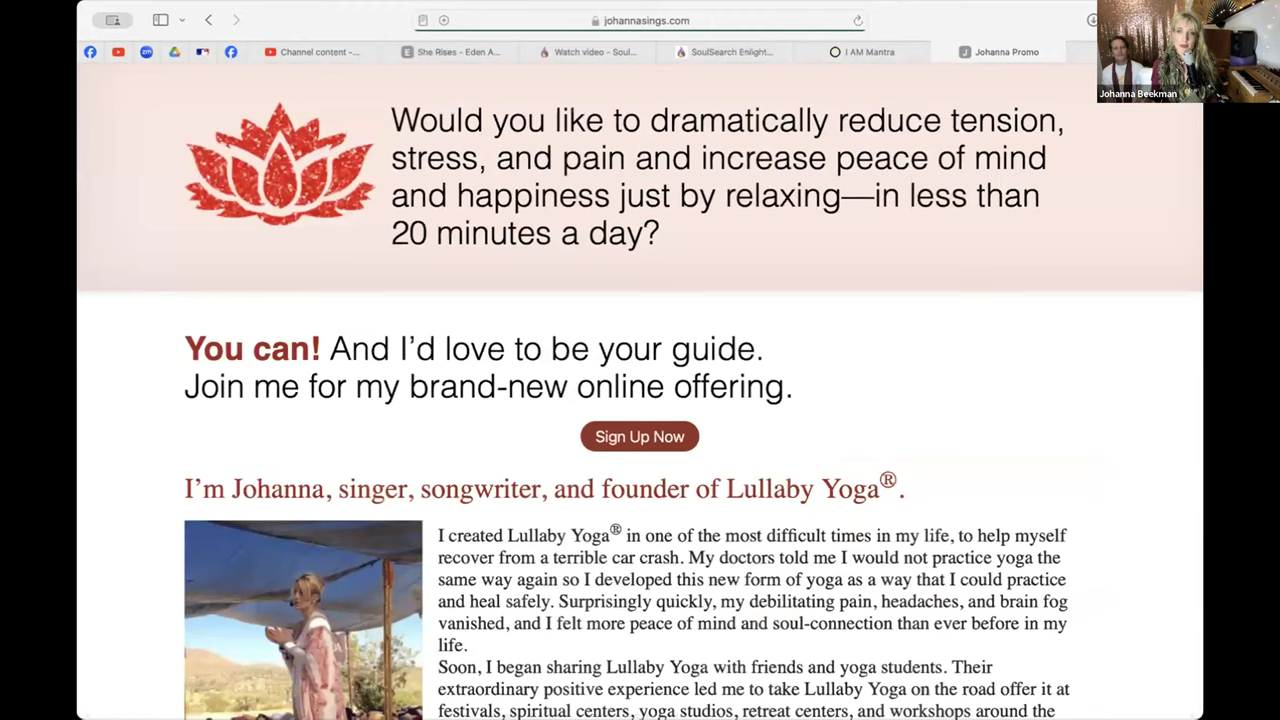 johannasings.com
Channel content -...
She Rises - Eden A...
Watch video - Soul...
SoulSearch Enlight...
I AM Mantra
Johanna Promo
Johanna Beekman
Would you like to dramatically reduce tension,
stress, and pain and increase peace of mind
and happiness just by relaxing—in less than
20 minutes a day?
You can! And I'd love to be your guide.
Join me for my brand-new online offering.
Sign Up Now
I'm Johanna, singer, songwriter, and founder of Lullaby Yoga®.
I created Lullaby Yoga® in one of the most difficult times in my life, to help myself
recover from a terrible car crash. My doctors told me I would not practice yoga the
same way again so I developed this new form of yoga as a way that I could practice
and heal safely. Surprisingly quickly, my debilitating pain, headaches, and brain fog
vanished, and I felt more peace of mind and soul-connection than ever before in my
life.
Soon, I began sharing Lullaby Yoga with friends and yoga students. Their
extraordinary positive experience led me to take Lullaby Yoga on the road offer it at
festivals, spiritual centers, yoga studios, retreat centers, and workshops around the